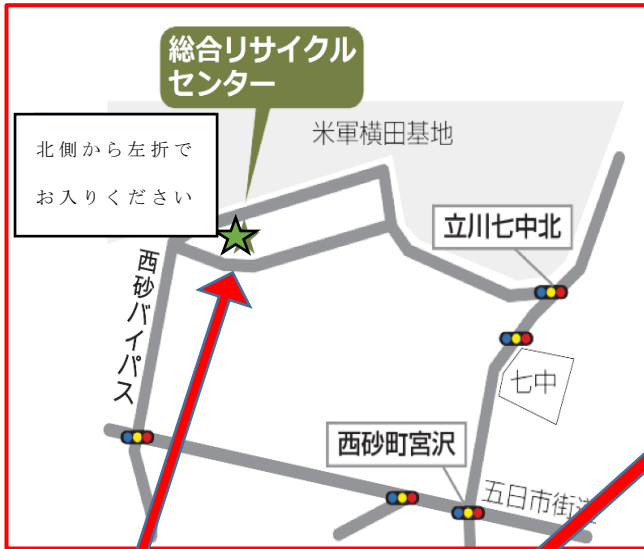 総合リサイクル
センター
米軍横田基地
北側から左折で
お入りください
立川七中北
西砂バイパス
七中
西砂町宮沢
五日市街道